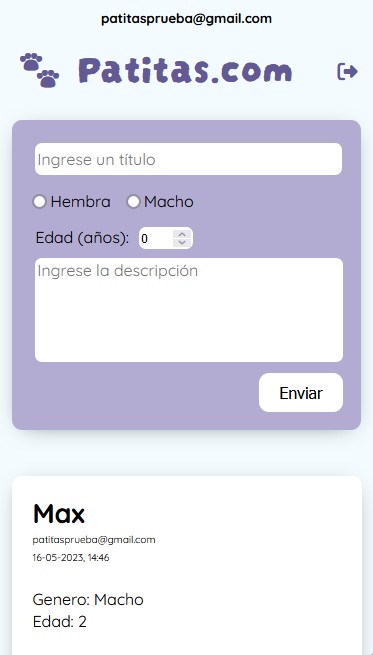 patitasprueba@gmail.com
Patitas.com
Ingrese un título
Hembra Macho
Edad (años): 0
Ingrese la descripción
Enviar
Max
patitasprueba@gmail.com
16-05-2023, 14:46
Genero: Macho
Edad: 2